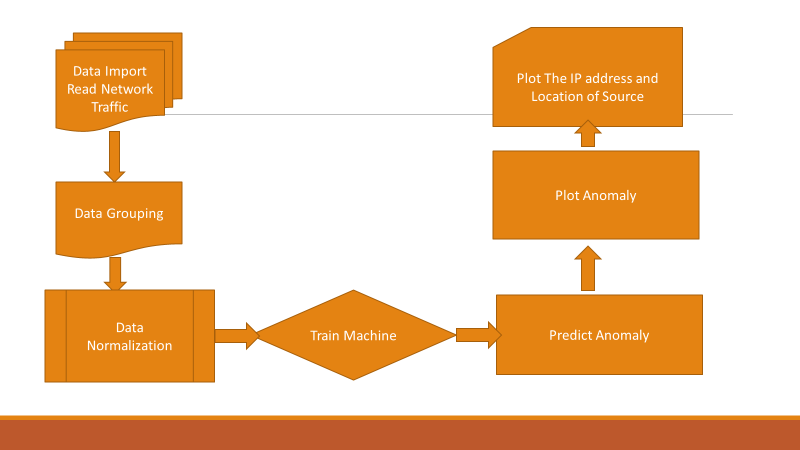 Data Import
Read Network
Traffic
Data Grouping
Data
Normalization
Train Machine
Predict Anomaly
Plot Anomaly
Plot The IP address and
Location of Source